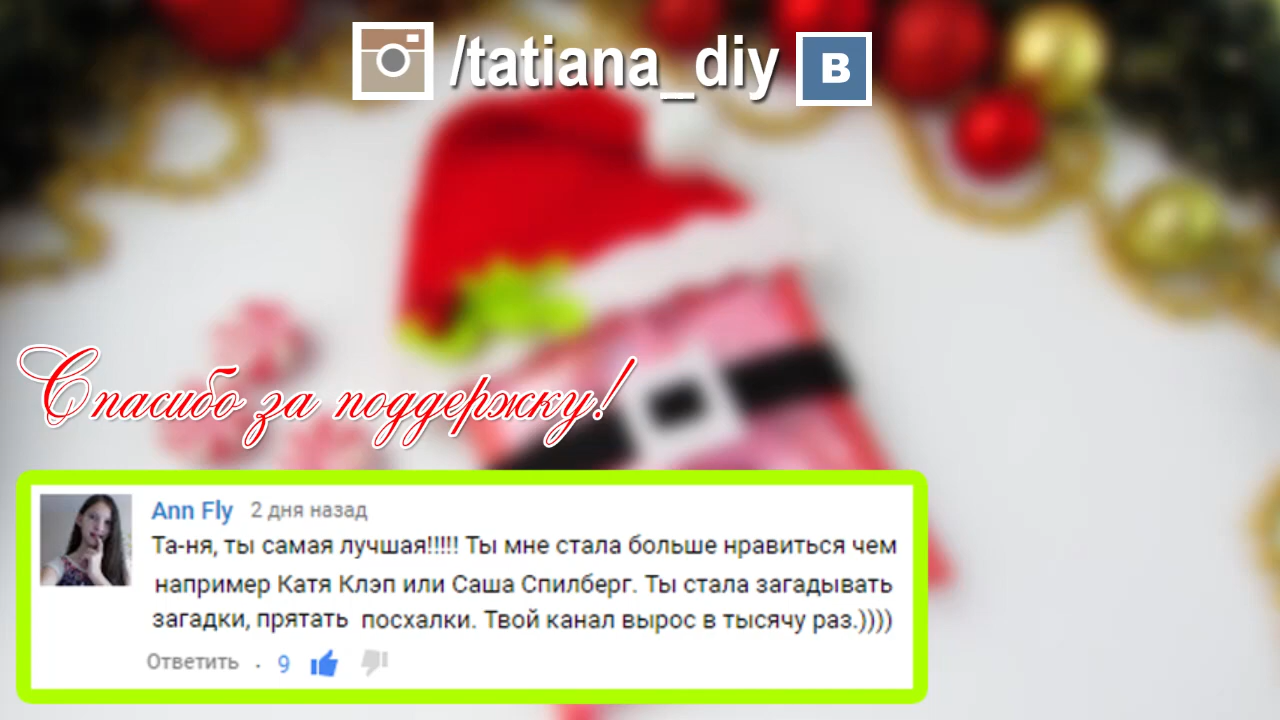 /tatiana_diy B
Спасибо за поддержку!
Ann Fly 2 дня назад
Та-ня, ты самая лучшая!!!!! Ты мне стала больше нравиться чем
например Катя Клэп или Саша Спилберг. Ты стала загадывать
загадки, прятать посхалки. Твой канал вырос в тысячу раз.))))
Ответить · 9